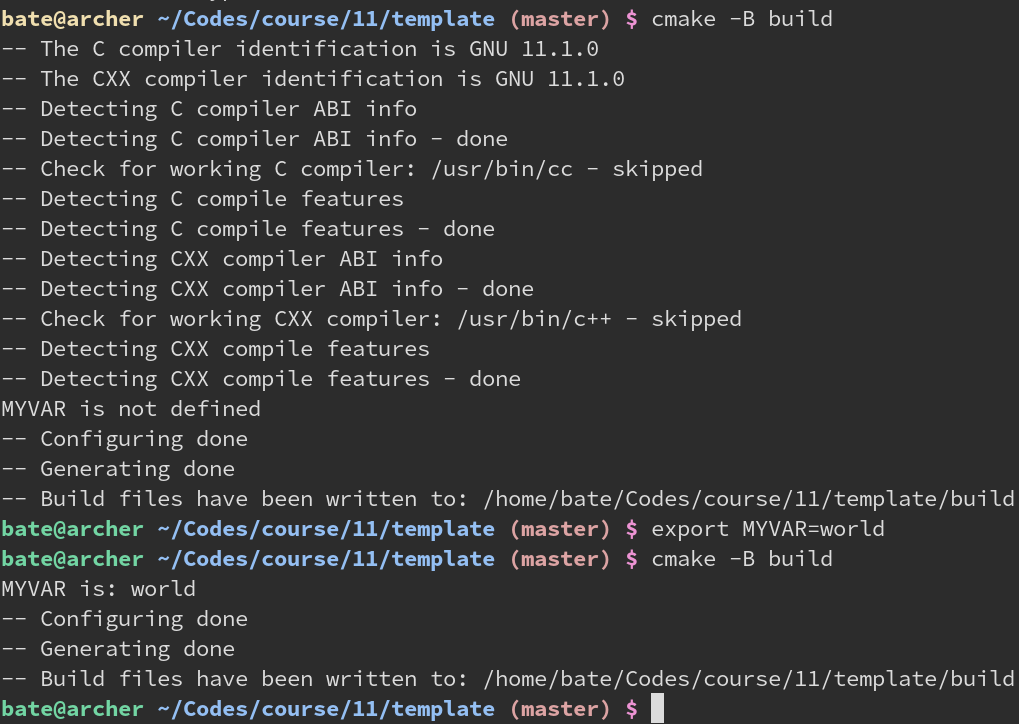 bate@archer ~/Codes/course/11/template (master) $ cmake -B build
-- The C compiler identification is GNU 11.1.0
-- The CXX compiler identification is GNU 11.1.0
-- Detecting C compiler ABI info
-- Detecting C compiler ABI info - done
-- Check for working C compiler: /usr/bin/cc - skipped
-- Detecting C compile features
-- Detecting C compile features - done
-- Detecting CXX compiler ABI info
-- Detecting CXX compiler ABI info - done
-- Check for working CXX compiler: /usr/bin/c++ - skipped
-- Detecting CXX compile features
-- Detecting CXX compile features - done
MYVAR is not defined
-- Configuring done
-- Generating done
-- Build files have been written to: /home/bate/Codes/course/11/template/build
bate@archer ~/Codes/course/11/template (master) $ export MYVAR=world
bate@archer ~/Codes/course/11/template (master) $ cmake -B build
MYVAR is: world
-- Configuring done
-- Generating done
-- Build files have been written to: /home/bate/Codes/course/11/template/build
bate@archer ~/Codes/course/11/template (master) $